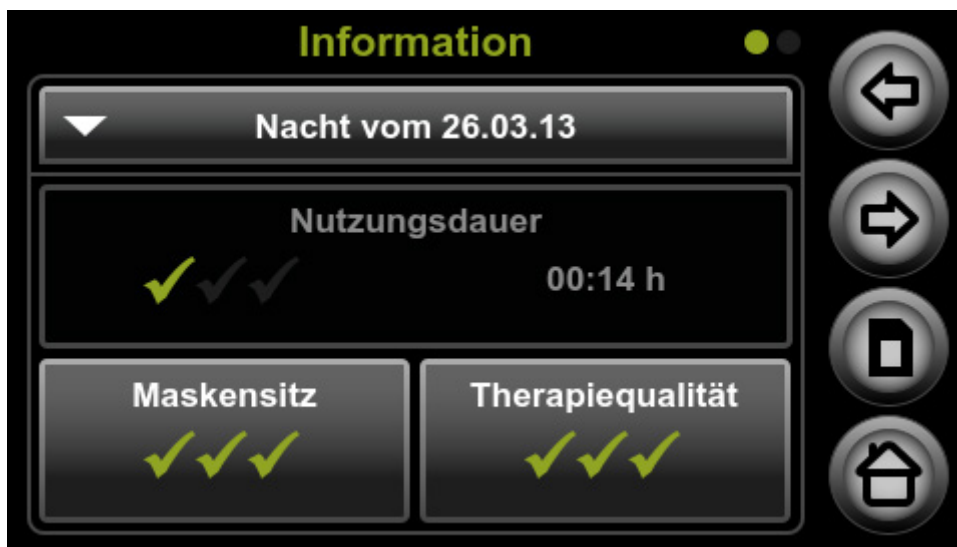 Information
Nacht vom 26.03.13
Nutzungsdauer
00:14 h
Maskensitz
Therapiequalität